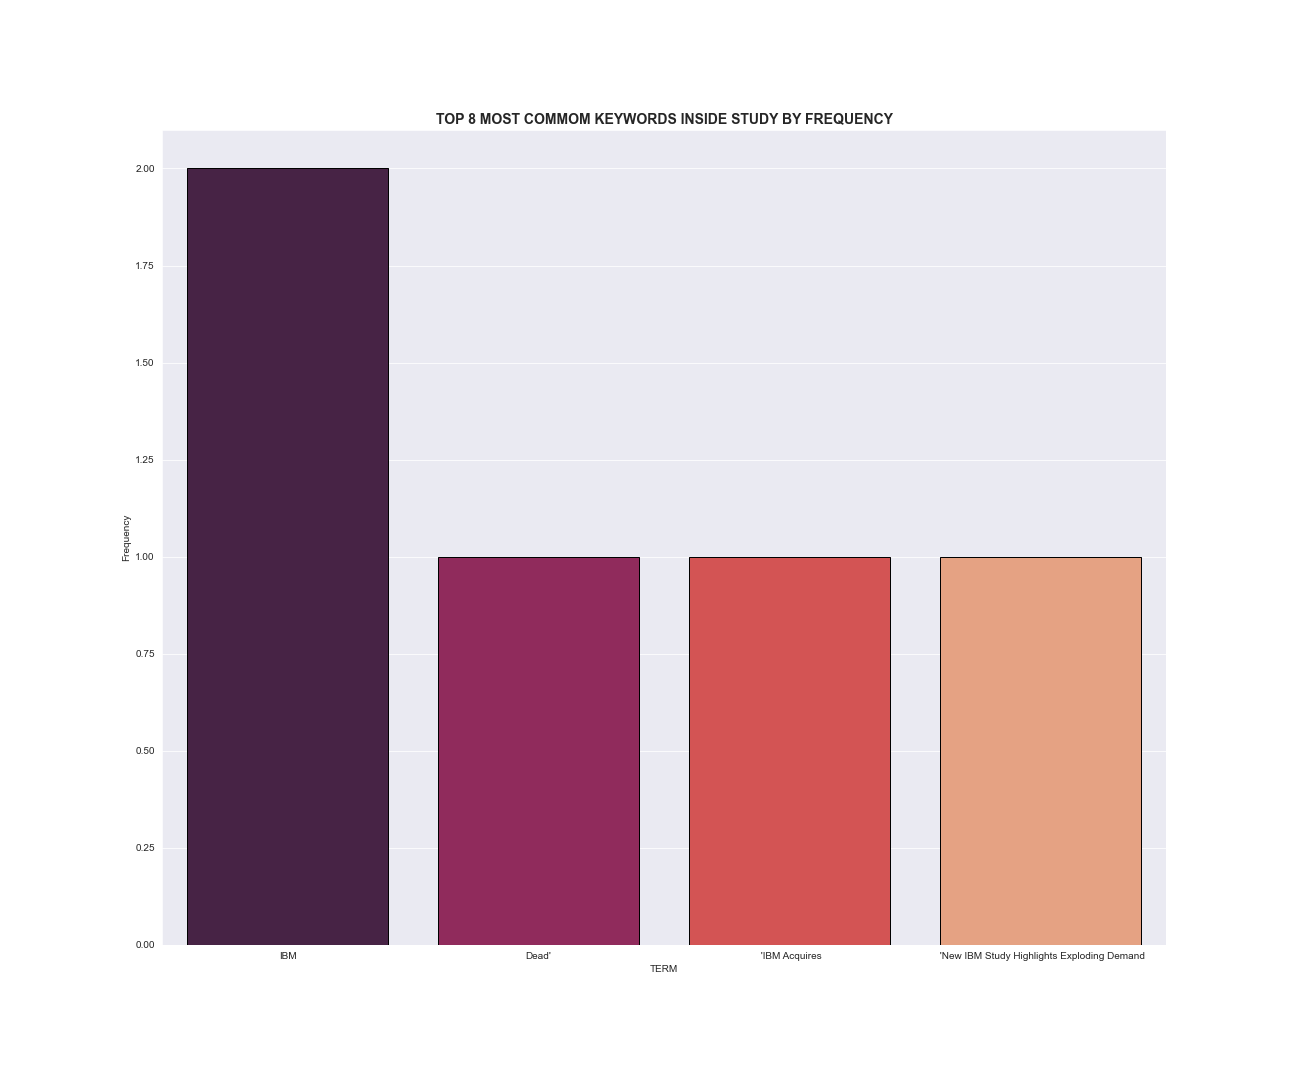 TOP 8 MOST COMMOM KEYWORDS INSIDE STUDY BY FREQUENCY
2.00
1.75
1.50
1.25
1.00
0.75
0.50
0.25
0.00
Frequency
IBM
Dead'
'IBM Acquires
'New IBM Study Highlights Exploding Demand
TERM